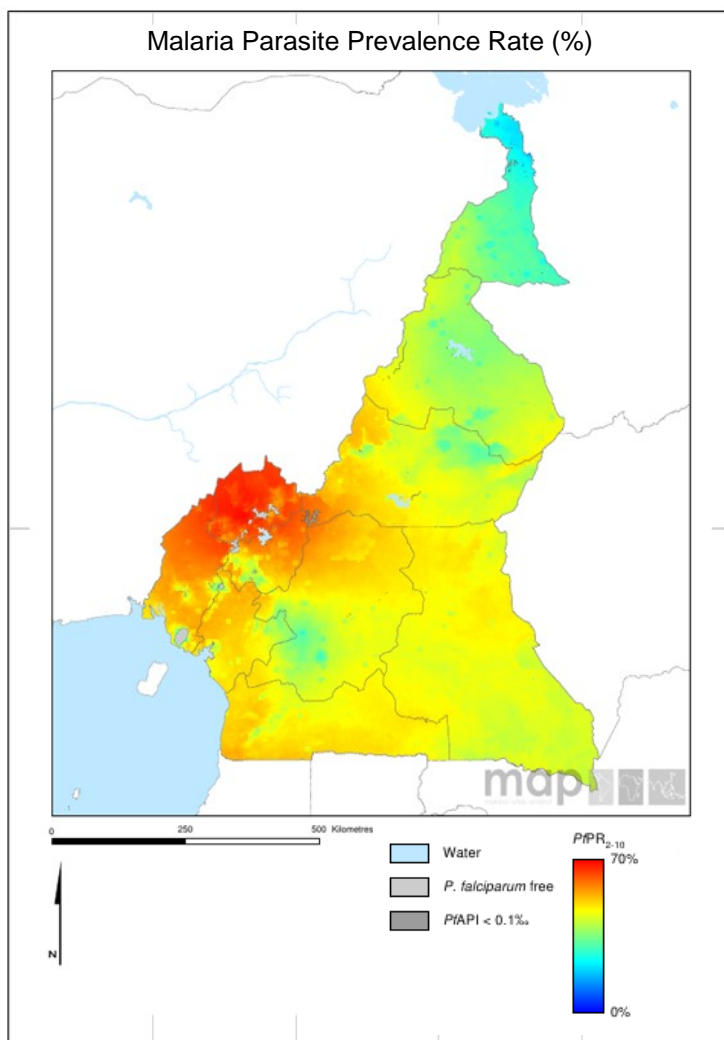 Malaria Parasite Prevalence Rate (%)
map
0 250 500 Kilometres
N
Water
P. falciparum free
PfAPI < 0.1‰
PfPR2-10
70%
0%